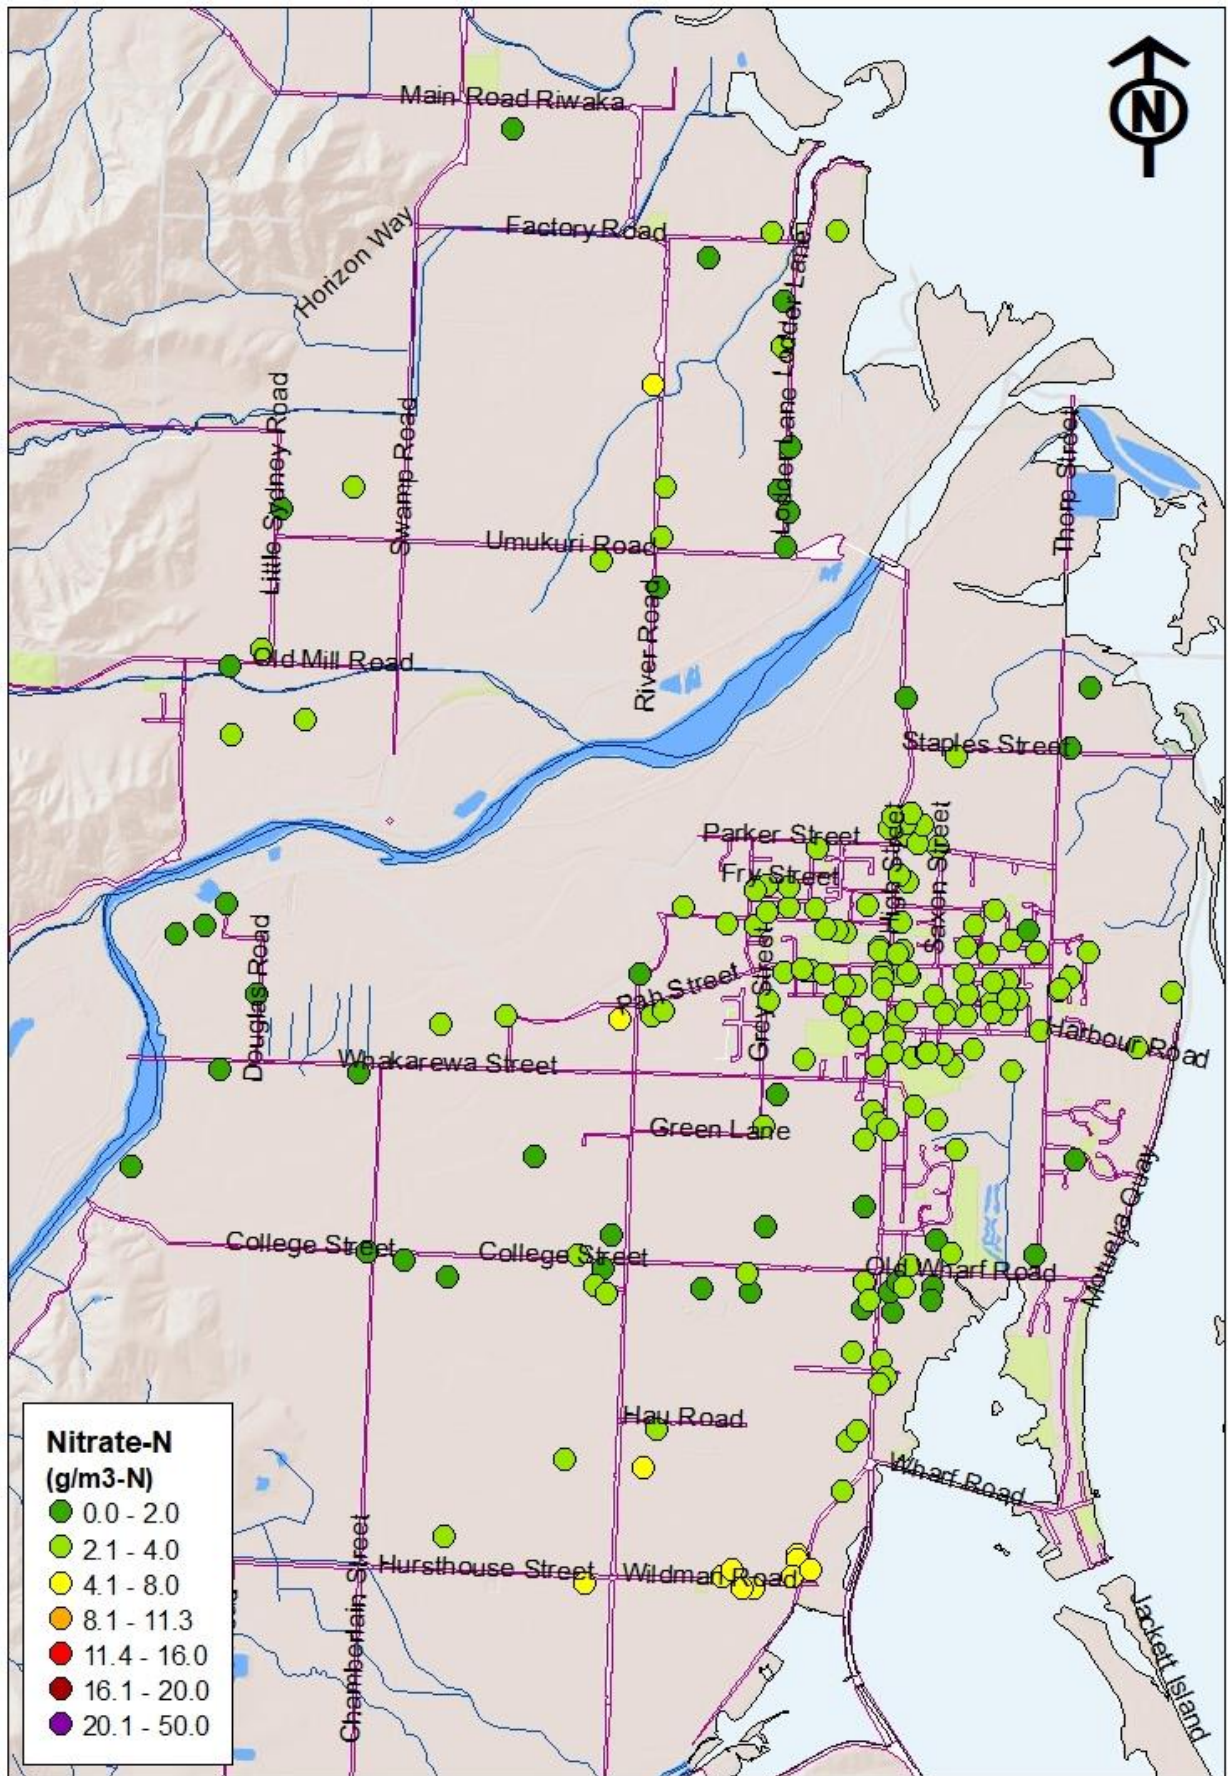 N
Main Road Riwaka
Horizon Way
Factory Road
Lodder Lane
Little Sydney Road
Swamp Road
Lodder Lane
Thorp Street
Umukuri Road
River Road
Old Mill Road
Staples Street
Parker Street
Fry Street
High Street
Saxon Street
Grey Street
Pah Street
Douglas Road
Whakarewa Street
Harbour Road
Green Lane
Motueka Quay
College Street
College Street
Old Wharf Road
Hau Road
Wharf Road
Hursthouse Street
Wildman Road
Chamberlain Street
Jackett Island
Nitrate-N
(g/m3-N)
0.0 - 2.0
2.1 - 4.0
4.1 - 8.0
8.1 - 11.3
11.4 - 16.0
16.1 - 20.0
20.1 - 50.0